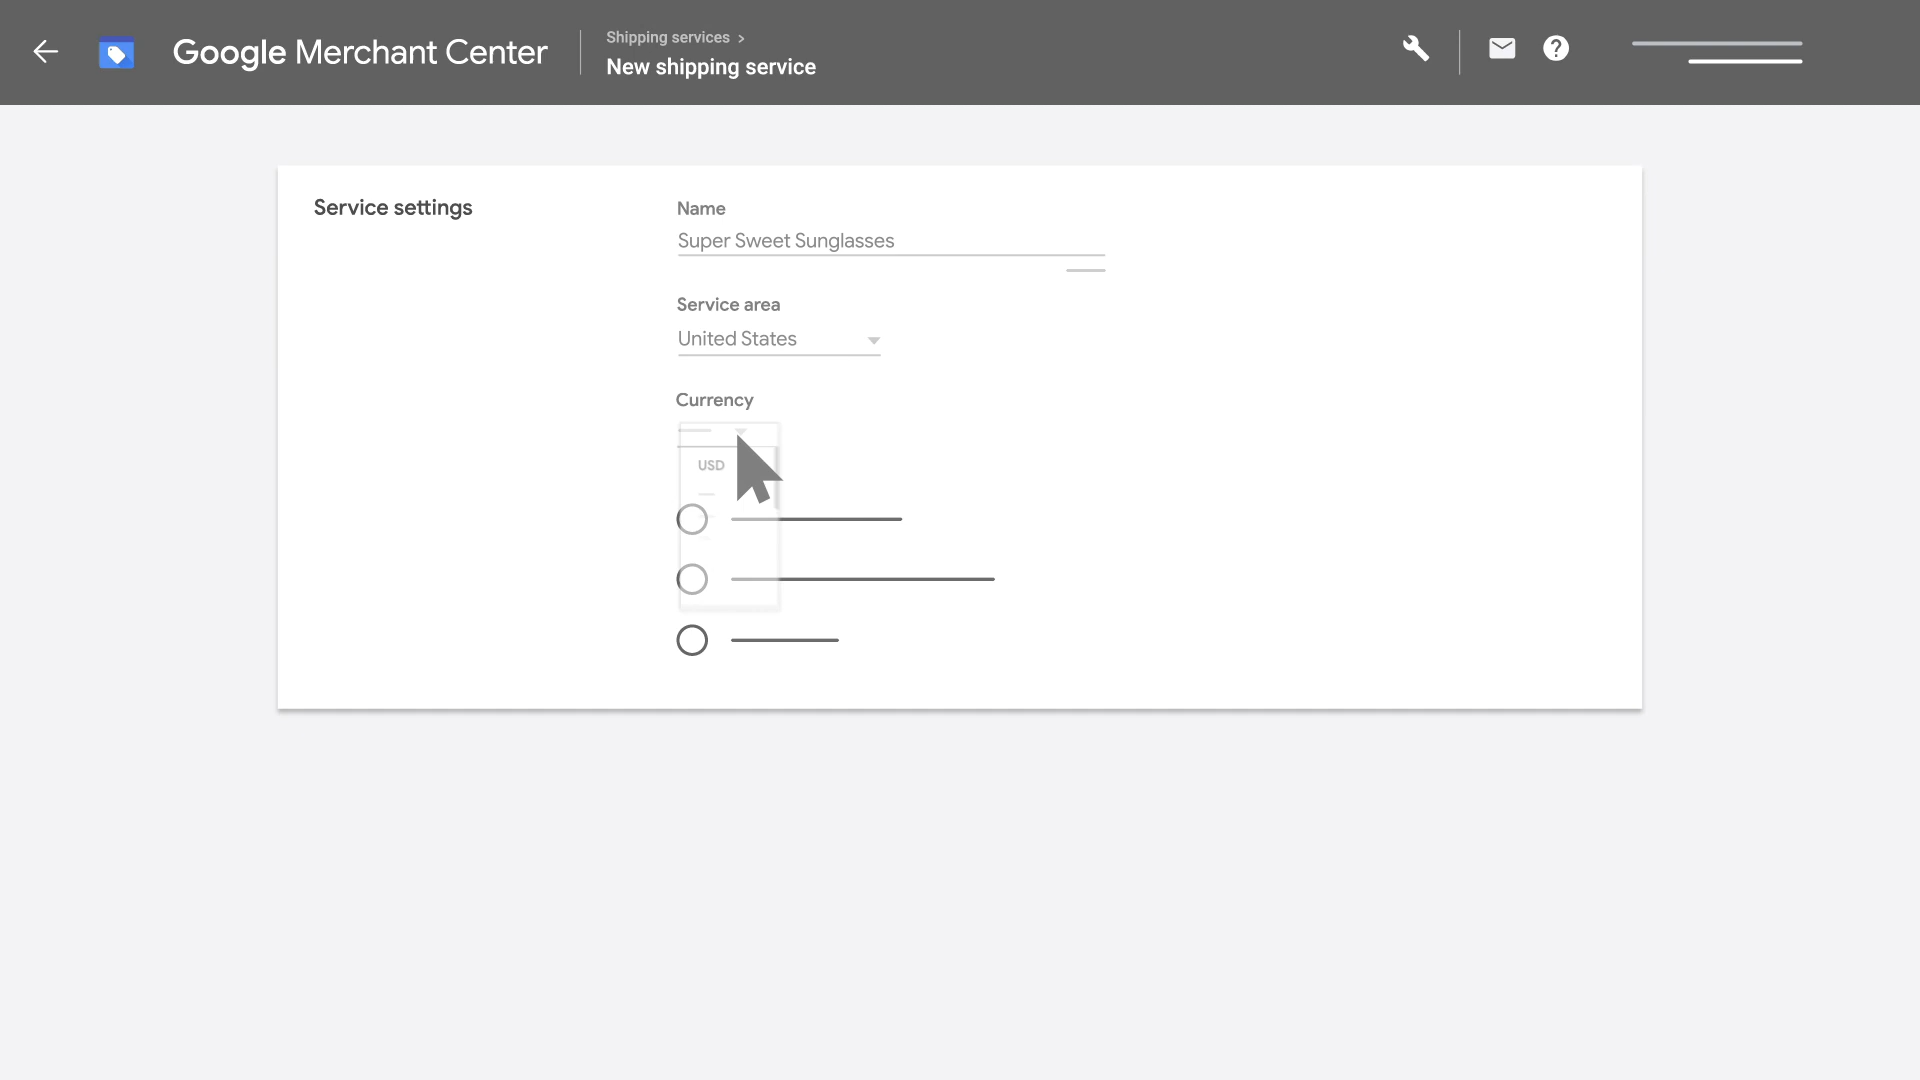 Google Merchant Center
Shipping services >
New shipping service
Service settings
Name
Super Sweet Sunglasses
Service area
United States
Currency
USD